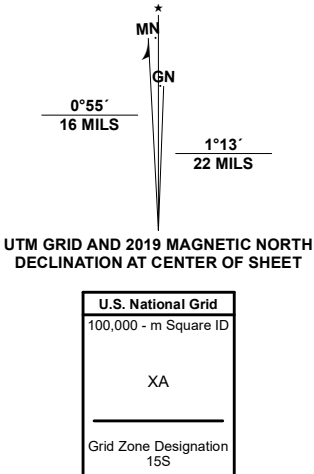 MN
GN
0°55´
16 MILS
1°13´
22 MILS
UTM GRID AND 2019 MAGNETIC NORTH
DECLINATION AT CENTER OF SHEET
U.S. National Grid
100,000 - m Square ID
XA
Grid Zone Designation
15S